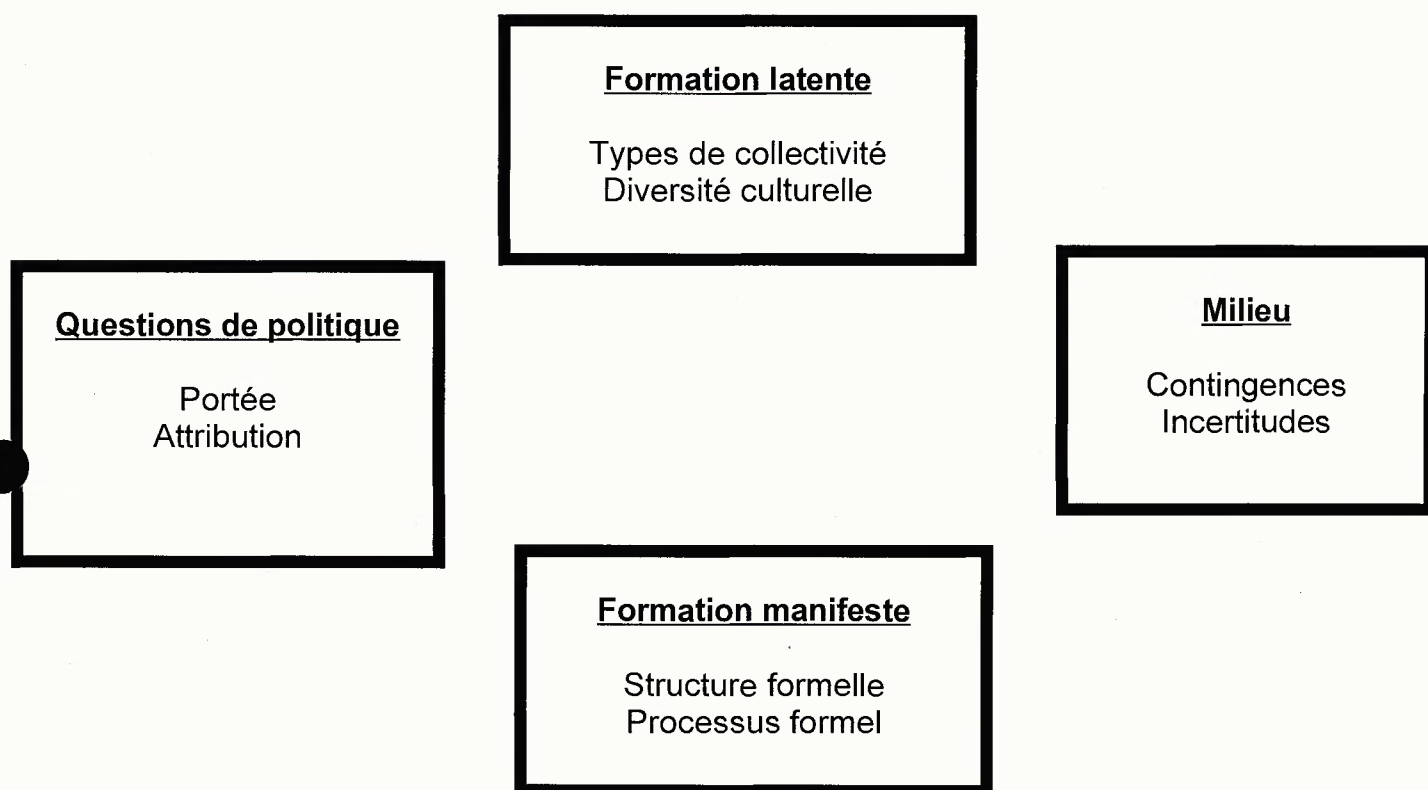 Formation latente
Types de collectivité
Diversité culturelle
Questions de politique
Portée
Attribution
Milieu
Contingences
Incertitudes
Formation manifeste
Structure formelle
Processus formel